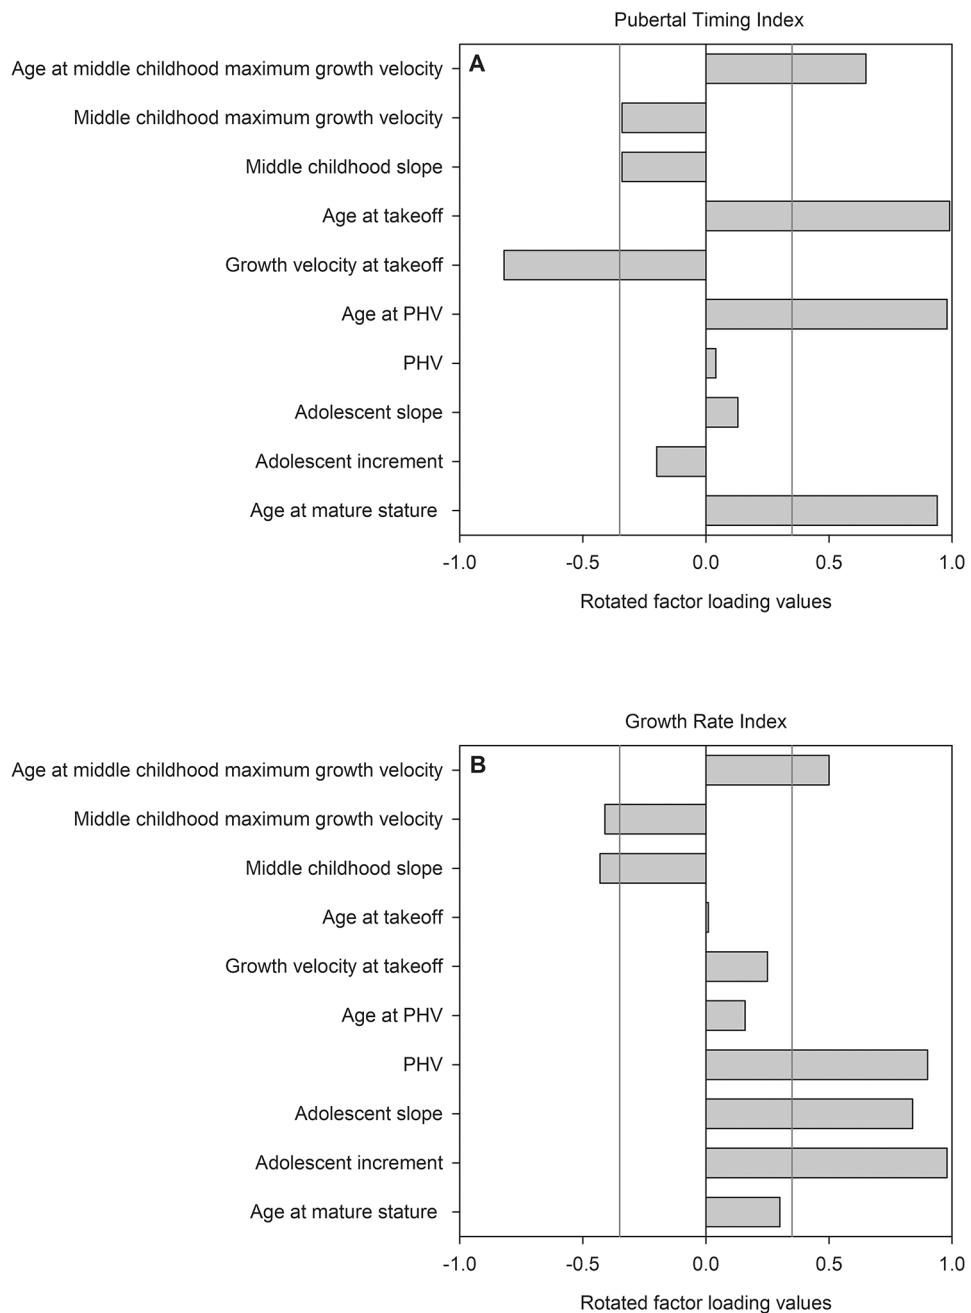 Pubertal Timing Index
A
Age at middle childhood maximum growth velocity
Middle childhood maximum growth velocity
Middle childhood slope
Age at takeoff
Growth velocity at takeoff
Age at PHV
PHV
Adolescent slope
Adolescent increment
Age at mature stature
-1.0 -0.5 0.0 0.5 1.0
Rotated factor loading values
Growth Rate Index
B
Age at middle childhood maximum growth velocity
Middle childhood maximum growth velocity
Middle childhood slope
Age at takeoff
Growth velocity at takeoff
Age at PHV
PHV
Adolescent slope
Adolescent increment
Age at mature stature
-1.0 -0.5 0.0 0.5 1.0
Rotated factor loading values